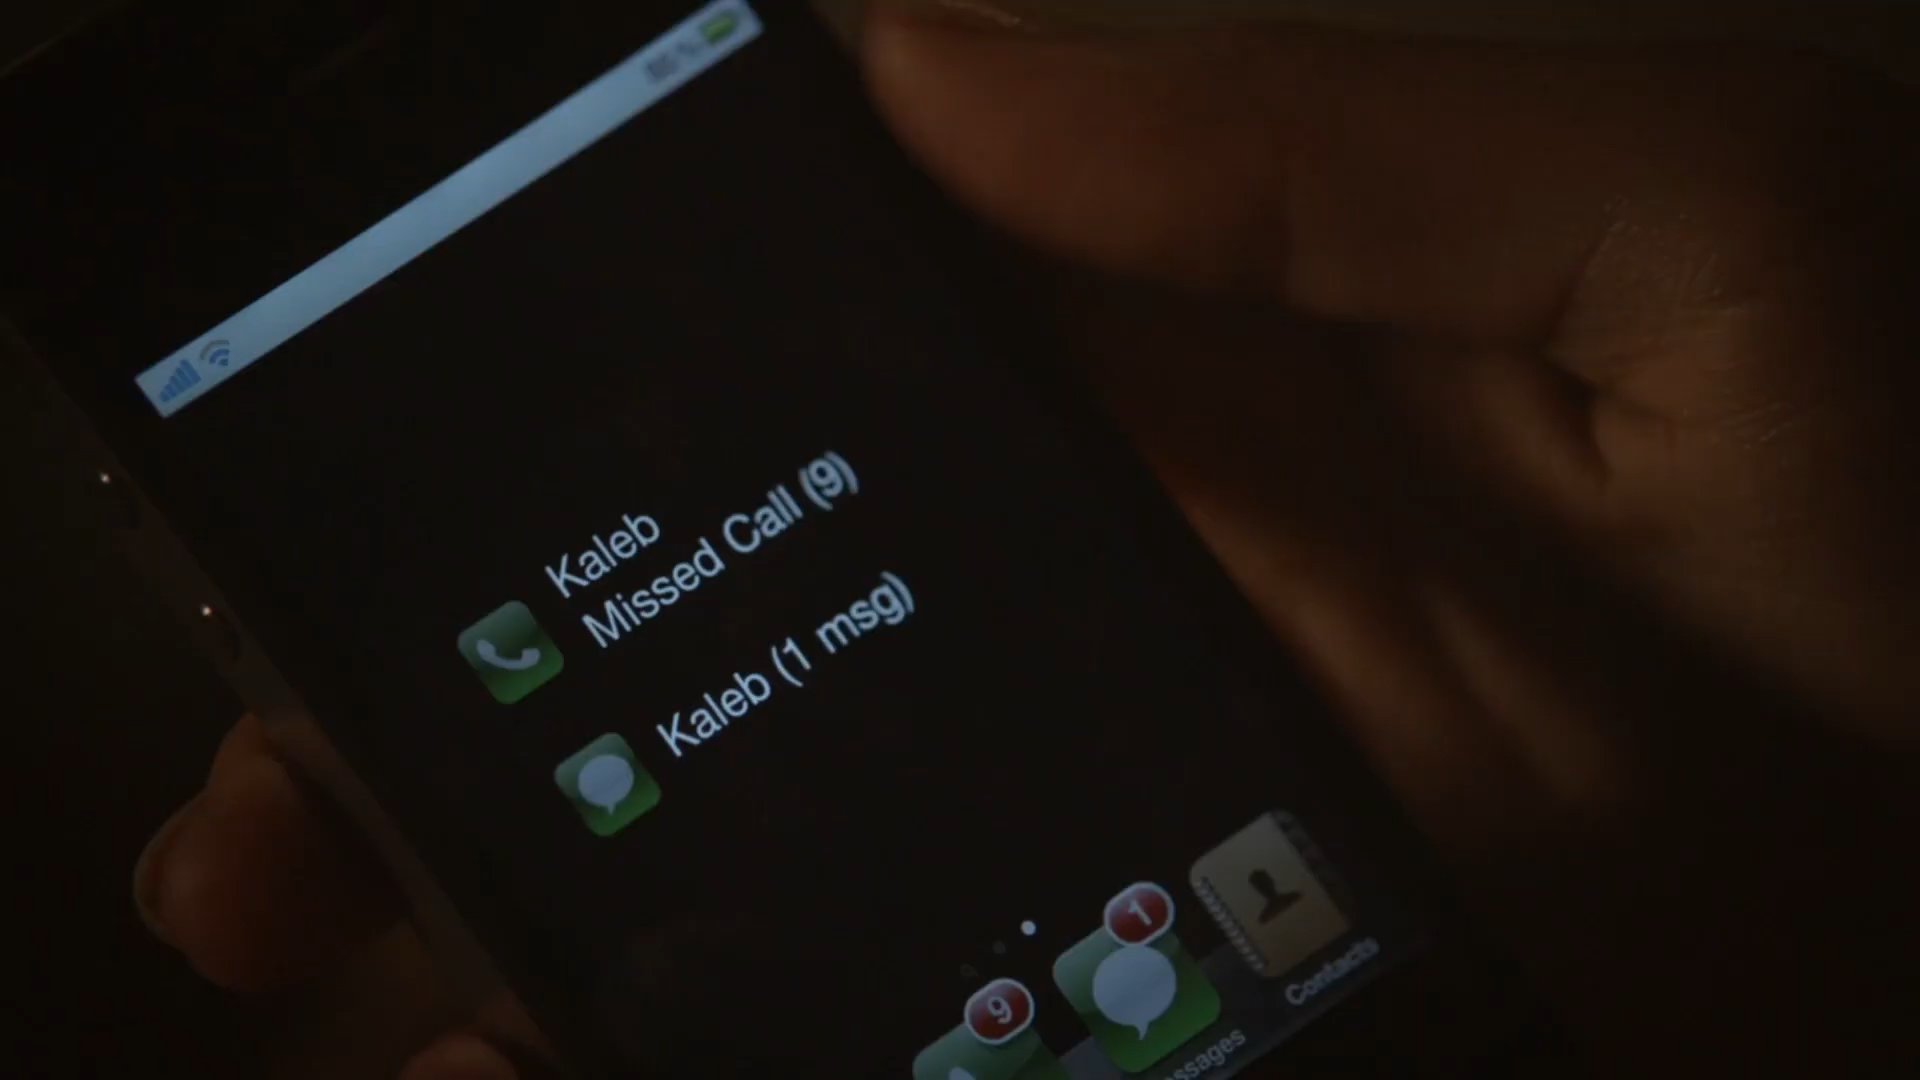 Kaleb
Missed Call (9)
Kaleb (1 msg)
1
9
Contacts